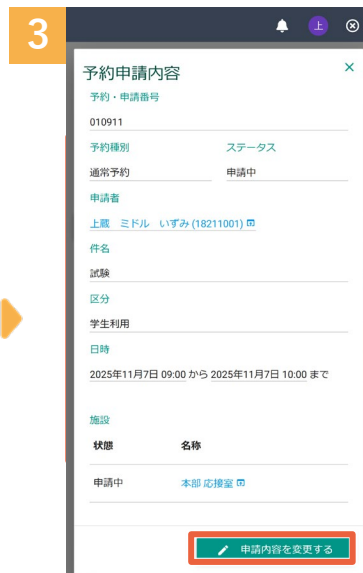 3
上
予約申請内容
予約・申請番号
010911
予約種別 ステータス
通常予約 申請中
申請者
上蔵 ミドル いずみ (18211001)
件名
試験
区分
学生利用
日時
2025年11月7日 09:00 から 2025年11月7日 10:00 まで
施設
状態 名称
申請中 本部 応接室
申請内容を変更する